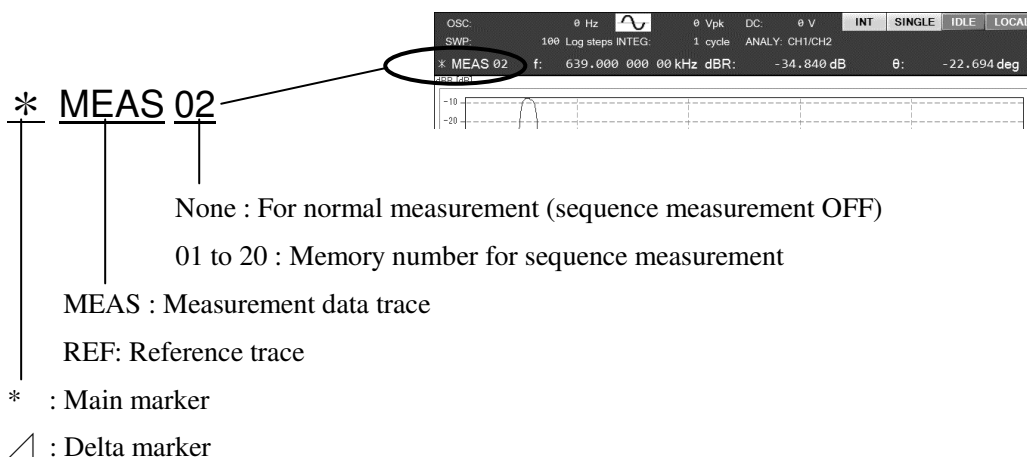 OSC: 0 Hz 0 Vpk DC: 0 V INT SINGLE IDLE LOCAL
SWP: 100 Log steps INTEG: 1 cycle ANALY: CH1/CH2
* MEAS 02 f: 639.000 000 00 kHz dBR: -34.840 dB θ: -22.694 deg
dBR [dB]
-10
-20
* MEAS 02
None : For normal measurement (sequence measurement OFF)
01 to 20 : Memory number for sequence measurement
MEAS : Measurement data trace
REF: Reference trace
* : Main marker
: Delta marker